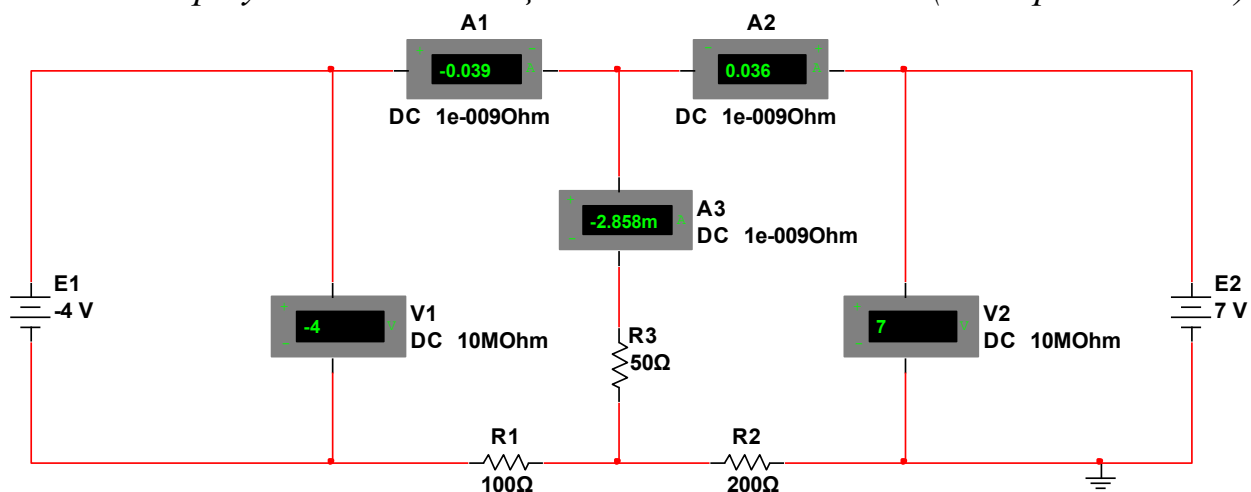 A1
A2
-0.039 A
0.036 A
DC 1e-009Ohm
DC 1e-009Ohm
-2.858m A
A3
DC 1e-009Ohm
E1
-4 V
-4 V
V1
DC 10MOhm
7 V
V2
DC 10MOhm
E2
7 V
R3
50Ω
R1
100Ω
R2
200Ω